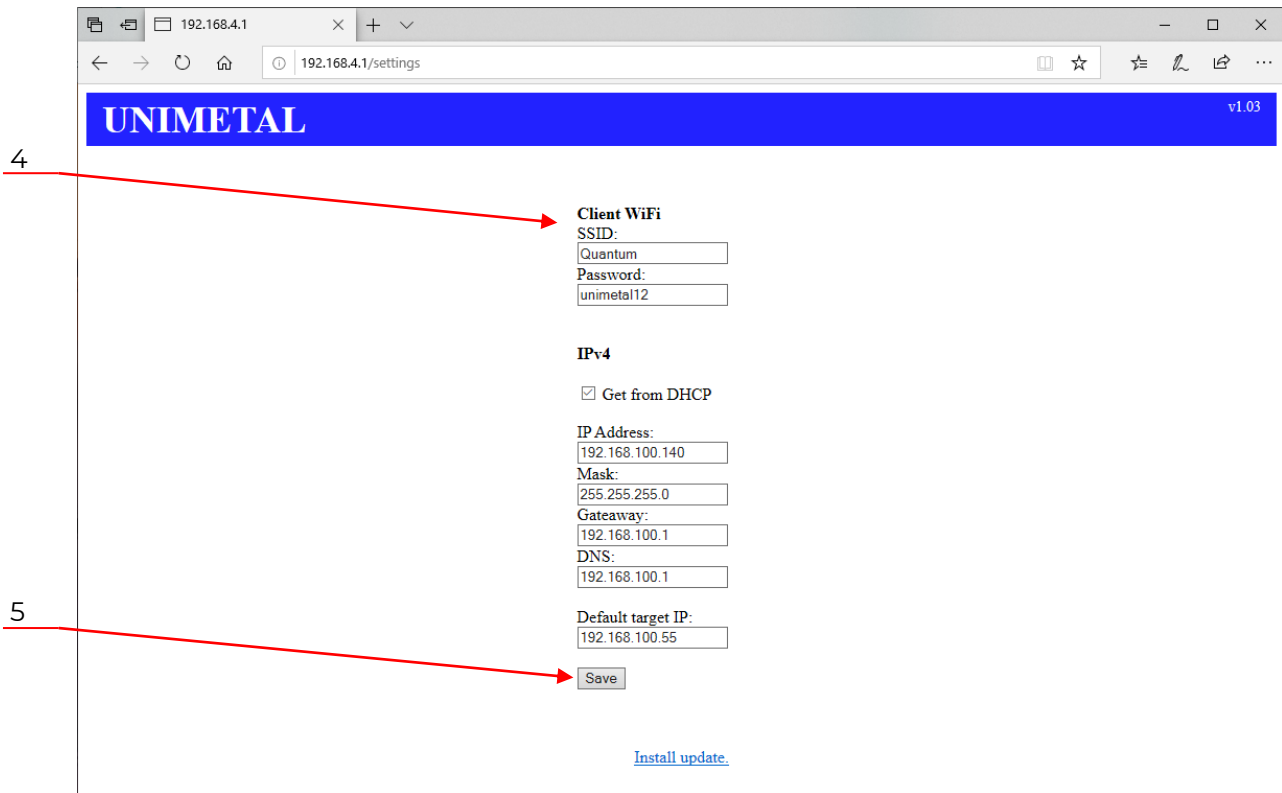 192.168.4.1
192.168.4.1/settings
UNIMETAL
v1.03
4
Client WiFi
SSID:
Quantum
Password:
unimetal12
IPv4
Get from DHCP
IP Address:
192.168.100.140
Mask:
255.255.255.0
Gateaway:
192.168.100.1
DNS:
192.168.100.1
5
Default target IP:
192.168.100.55
Save
Install update.